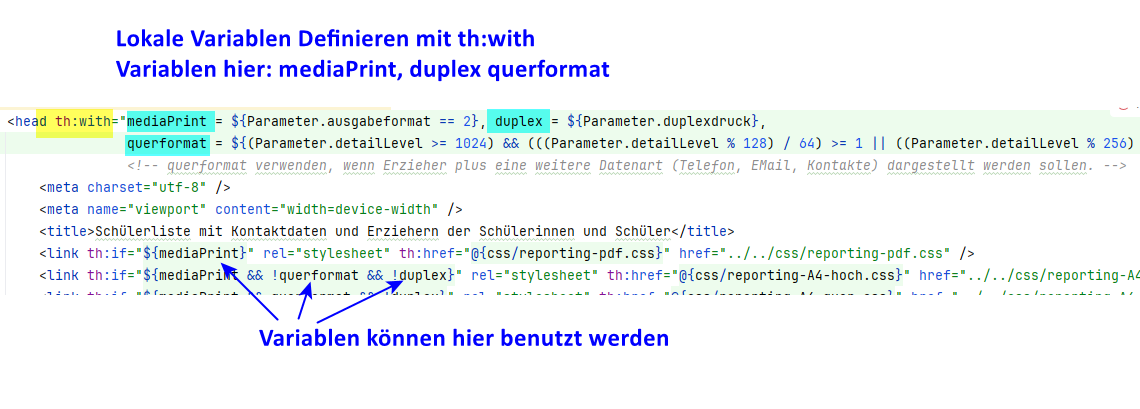 Lokale Variablen Definieren mit th:with
Variablen hier: mediaPrint, duplex querformat
<head th:with="mediaPrint = ${Parameter.ausgabeformat == 2}, duplex = ${Parameter.duplexdruck},
querformat = ${(Parameter.detailLevel >= 1024) && (((Parameter.detailLevel % 128) / 64) >= 1 || ((Parameter.detailLevel % 256)
<!-- querformat verwenden, wenn Erzieher plus eine weitere Datenart (Telefon, EMail, Kontakte) dargestellt werden sollen. -->
<meta charset="utf-8" />
<meta name="viewport" content="width=device-width" />
<title>Schülerliste mit Kontaktdaten und Erziehern der Schülerinnen und Schüler</title>
<link th:if="${mediaPrint}" rel="stylesheet" th:href="@{css/reporting-pdf.css}" href="../../css/reporting-pdf.css" />
<link th:if="${mediaPrint && !querformat && !duplex}" rel="stylesheet" th:href="@{css/reporting-A4-hoch.css}" href="../../css/reporting-A4
Variablen können hier benutzt werden